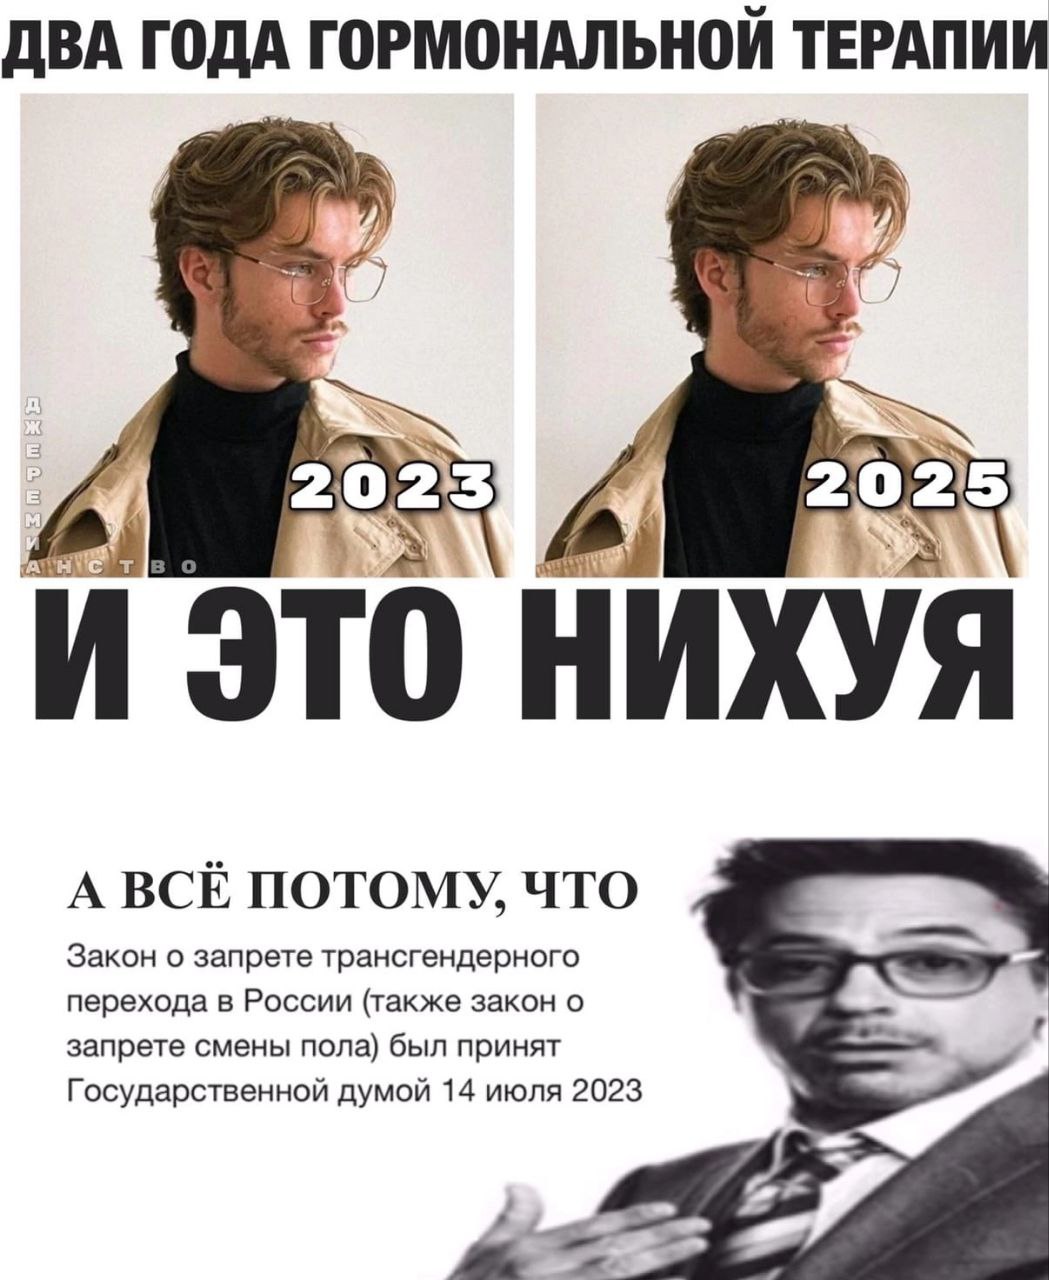 ДВА ГОДА ГОРМОНАЛЬНОЙ ТЕРАПИИ
ДЖЕРЕМИАНСТВО
2023
2025
И ЭТО НИХУЯ
А ВСЁ ПОТОМУ, ЧТО
Закон о запрете трансгендерного
перехода в России (также закон о
запрете смены пола) был принят
Государственной думой 14 июля 2023